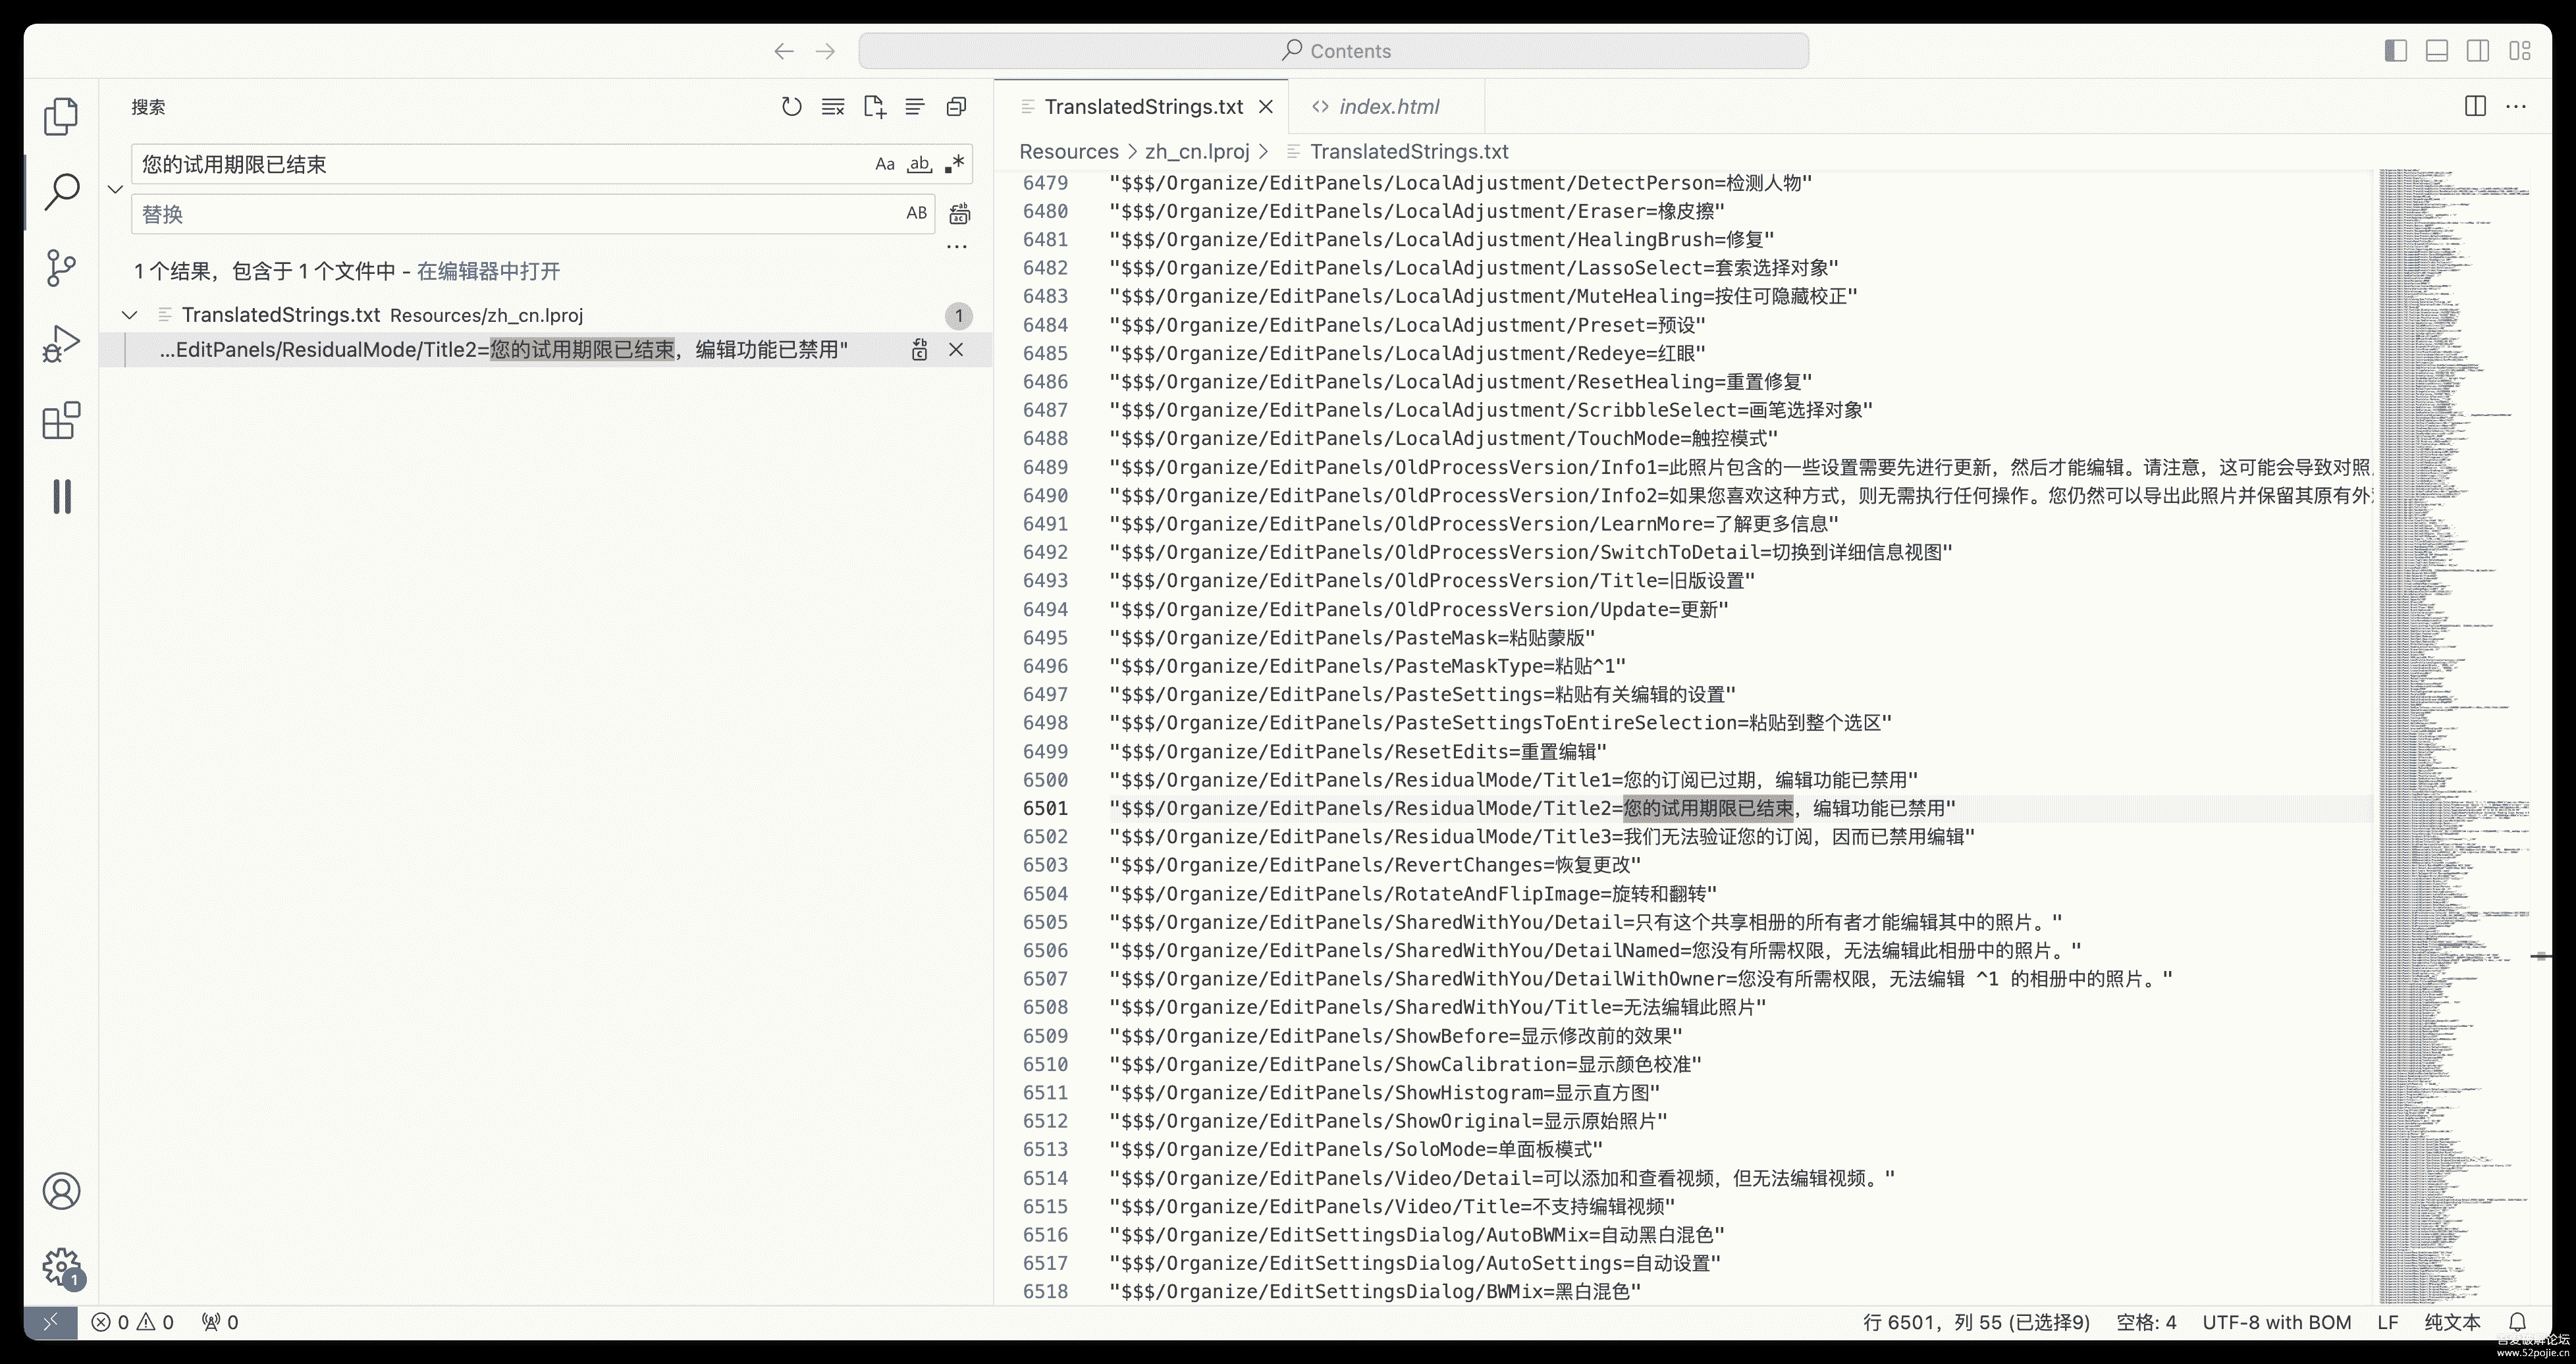 Contents
搜索
您的试用期限已结束
Aa ab
替换
AB
1 个结果，包含于 1 个文件中 - 在编辑器中打开
TranslatedStrings.txt Resources/zh_cn.lproj 1
...EditPanels/ResidualMode/Title2=您的试用期限已结束，编辑功能已禁用"
TranslatedStrings.txt
index.html
Resources > zh_cn.lproj > TranslatedStrings.txt
6479 "$$$/Organize/EditPanels/LocalAdjustment/DetectPerson=检测人物"
6480 "$$$/Organize/EditPanels/LocalAdjustment/Eraser=橡皮擦"
6481 "$$$/Organize/EditPanels/LocalAdjustment/HealingBrush=修复"
6482 "$$$/Organize/EditPanels/LocalAdjustment/LassoSelect=套索选择对象"
6483 "$$$/Organize/EditPanels/LocalAdjustment/MuteHealing=按住可隐藏校正"
6484 "$$$/Organize/EditPanels/LocalAdjustment/Preset=预设"
6485 "$$$/Organize/EditPanels/LocalAdjustment/Redeye=红眼"
6486 "$$$/Organize/EditPanels/LocalAdjustment/ResetHealing=重置修复"
6487 "$$$/Organize/EditPanels/LocalAdjustment/ScribbleSelect=画笔选择对象"
6488 "$$$/Organize/EditPanels/LocalAdjustment/TouchMode=触控模式"
6489 "$$$/Organize/EditPanels/OldProcessVersion/Info1=此照片包含的一些设置需要先进行更新，然后才能编辑。请注意，这可能会导致对照
6490 "$$$/Organize/EditPanels/OldProcessVersion/Info2=如果您喜欢这种方式，则无需执行任何操作。您仍然可以导出此照片并保留其原有外
6491 "$$$/Organize/EditPanels/OldProcessVersion/LearnMore=了解更多信息"
6492 "$$$/Organize/EditPanels/OldProcessVersion/SwitchToDetail=切换到详细信息视图"
6493 "$$$/Organize/EditPanels/OldProcessVersion/Title=旧版设置"
6494 "$$$/Organize/EditPanels/OldProcessVersion/Update=更新"
6495 "$$$/Organize/EditPanels/PasteMask=粘贴蒙版"
6496 "$$$/Organize/EditPanels/PasteMaskType=粘贴^1"
6497 "$$$/Organize/EditPanels/PasteSettings=粘贴有关编辑的设置"
6498 "$$$/Organize/EditPanels/PasteSettingsToEntireSelection=粘贴到整个选区"
6499 "$$$/Organize/EditPanels/ResetEdits=重置编辑"
6500 "$$$/Organize/EditPanels/ResidualMode/Title1=您的订阅已过期，编辑功能已禁用"
6501 "$$$/Organize/EditPanels/ResidualMode/Title2=您的试用期限已结束，编辑功能已禁用"
6502 "$$$/Organize/EditPanels/ResidualMode/Title3=我们无法验证您的订阅，因而已禁用编辑"
6503 "$$$/Organize/EditPanels/RevertChanges=恢复更改"
6504 "$$$/Organize/EditPanels/RotateAndFlipImage=旋转和翻转"
6505 "$$$/Organize/EditPanels/SharedWithYou/Detail=只有这个共享相册的所有者才能编辑其中的照片。"
6506 "$$$/Organize/EditPanels/SharedWithYou/DetailNamed=您没有所需权限，无法编辑此相册中的照片。"
6507 "$$$/Organize/EditPanels/SharedWithYou/DetailWithOwner=您没有所需权限，无法编辑 ^1 的相册中的照片。"
6508 "$$$/Organize/EditPanels/SharedWithYou/Title=无法编辑此照片"
6509 "$$$/Organize/EditPanels/ShowBefore=显示修改前的效果"
6510 "$$$/Organize/EditPanels/ShowCalibration=显示颜色校准"
6511 "$$$/Organize/EditPanels/ShowHistogram=显示直方图"
6512 "$$$/Organize/EditPanels/ShowOriginal=显示原始照片"
6513 "$$$/Organize/EditPanels/SoloMode=单面板模式"
6514 "$$$/Organize/EditPanels/Video/Detail=可以添加和查看视频，但无法编辑视频。"
6515 "$$$/Organize/EditPanels/Video/Title=不支持编辑视频"
6516 "$$$/Organize/EditSettingsDialog/AutoBWMix=自动黑白混色"
6517 "$$$/Organize/EditSettingsDialog/AutoSettings=自动设置"
6518 "$$$/Organize/EditSettingsDialog/BWMix=黑白混色"
1
0 0 0
行 6501，列 55 (已选择9) 空格: 4 UTF-8 with BOM LF 纯文本
吾爱破解论坛
www.52pojie.cn